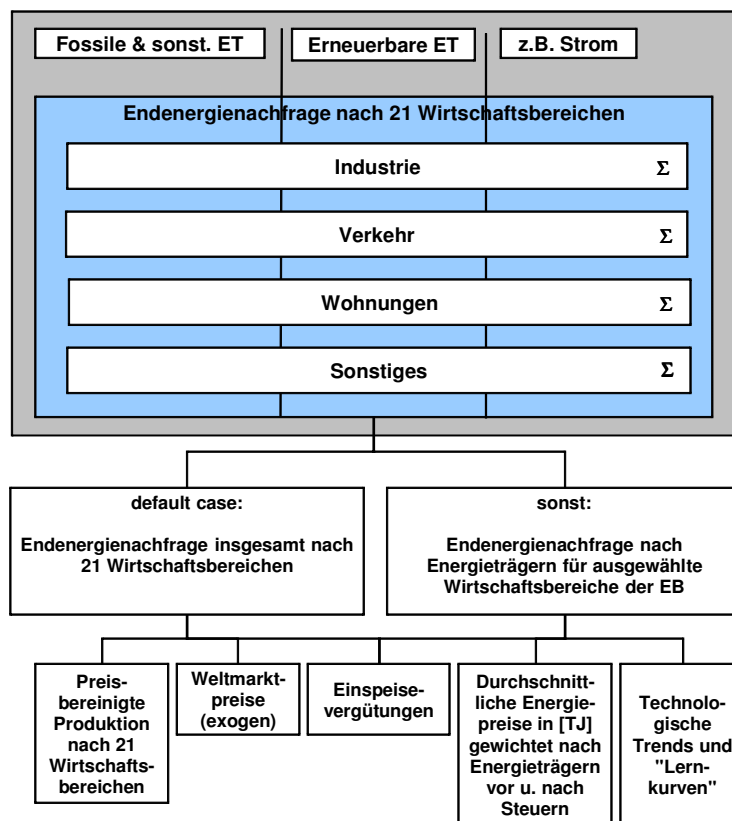 Fossile & sonst. ET
Erneuerbare ET
z.B. Strom
Endenergienachfrage nach 21 Wirtschaftsbereichen
Industrie Σ
Verkehr Σ
Wohnungen Σ
Sonstiges Σ
default case:
Endenergienachfrage insgesamt nach
21 Wirtschaftsbereichen
sonst:
Endenergienachfrage nach
Energieträgern für ausgewählte
Wirtschaftsbereiche der EB
Preis-
bereinigte
Produktion
nach 21
Wirtschafts-
bereichen
Weltmarkt-
preise
(exogen)
Einspeise-
vergütungen
Durchschnitt-
liche Energie-
preise in [TJ]
gewichtet nach
Energieträgern
vor u. nach
Steuern
Technolo-
gische
Trends und
"Lern-
kurven"